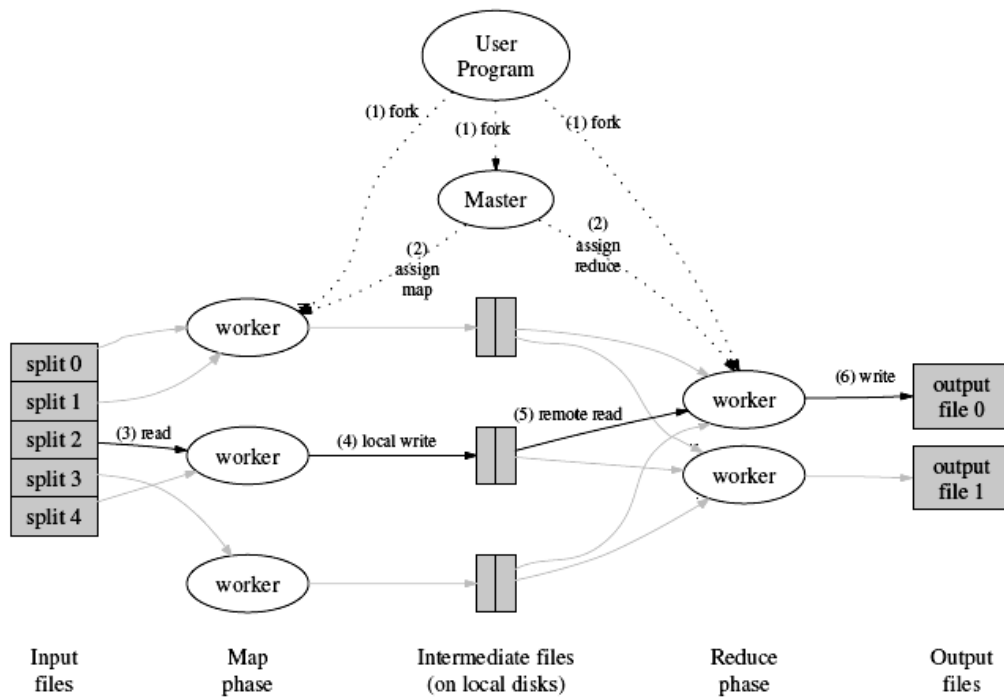 User
Program
(1) fork
(1) fork
(1) fork
Master
(2)
assign
map
(2)
assign
reduce
worker
split 0
split 1
split 2
split 3
split 4
(3) read
worker
(4) local write
(5) remote read
worker
(6) write
output
file 0
worker
output
file 1
worker
Input
files
Map
phase
Intermediate files
(on local disks)
Reduce
phase
Output
files